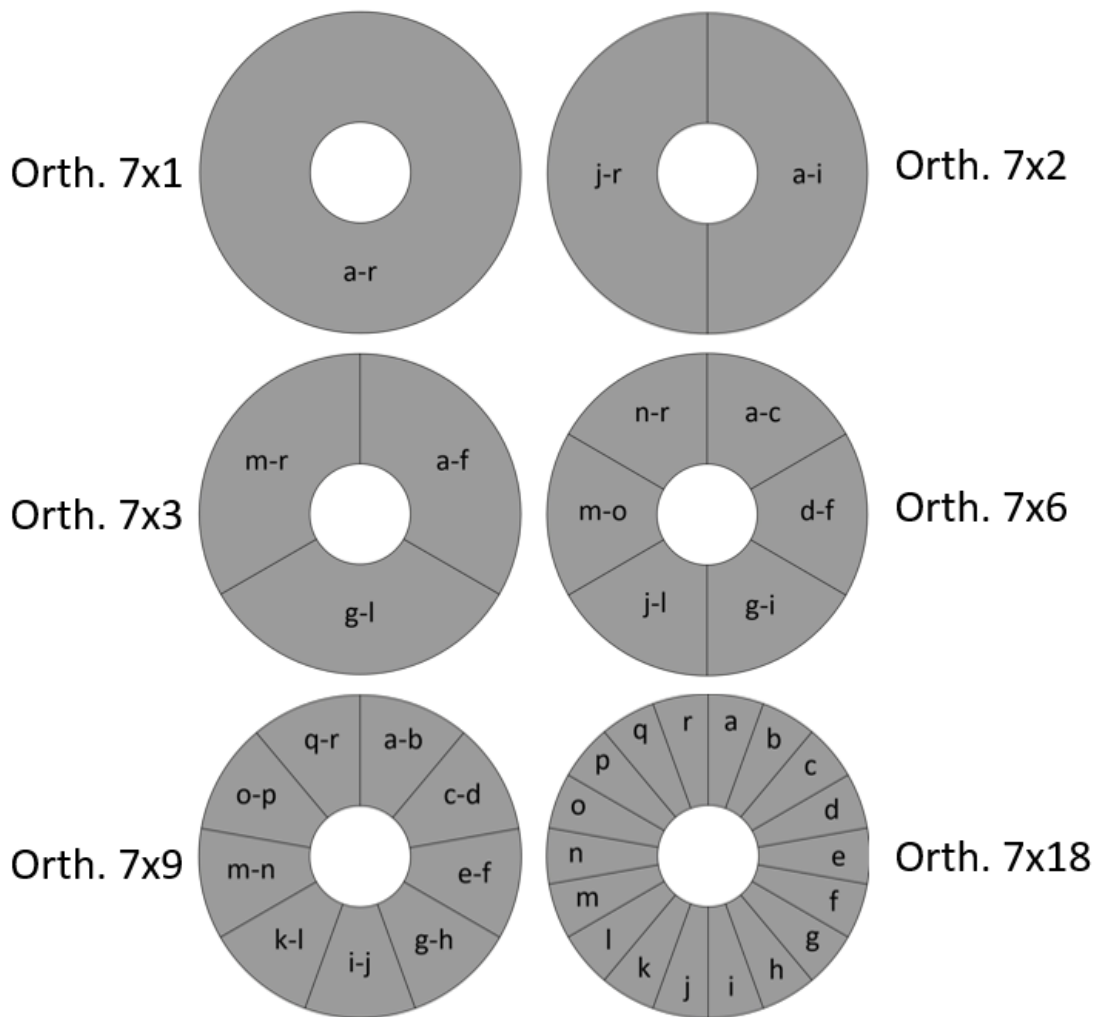 Orth. 7x1
a-r
j-r
a-i
Orth. 7x2
Orth. 7x3
m-r
a-f
g-l
n-r
a-c
m-o
d-f
j-l
g-i
Orth. 7x6
Orth. 7x9
q-r
a-b
o-p
c-d
m-n
e-f
k-l
g-h
i-j
r
a
q
b
p
c
o
d
n
e
m
f
l
g
k
h
j
i
Orth. 7x18